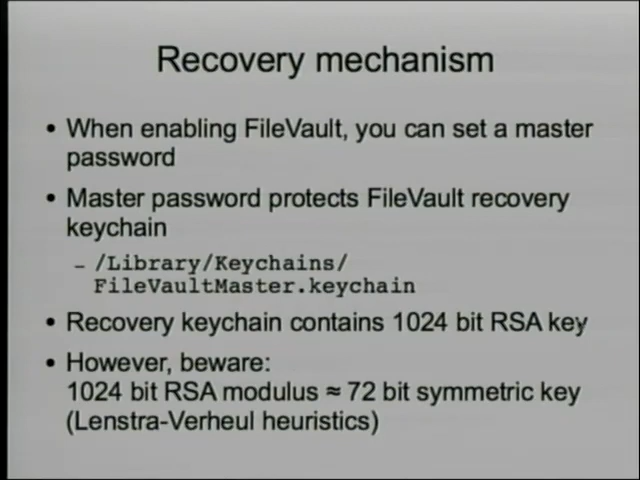 Recovery mechanism
• When enabling FileVault, you can set a master
password
• Master password protects FileVault recovery
keychain
– /Library/Keychains/
FileVaultMaster.keychain
• Recovery keychain contains 1024 bit RSA key
• However, beware:
1024 bit RSA modulus ≈ 72 bit symmetric key
(Lenstra-Verheul heuristics)